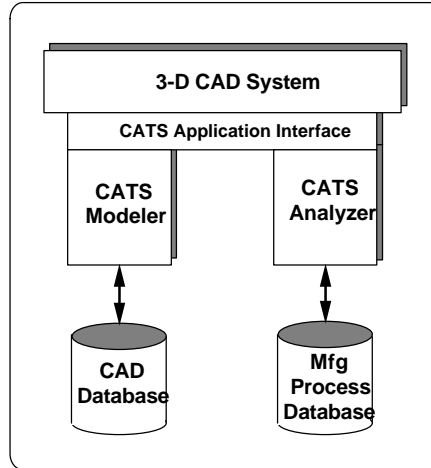 3-D CAD System
CATS Application Interface
CATS
Modeler
CATS
Analyzer
CAD
Database
Mfg
Process
Database